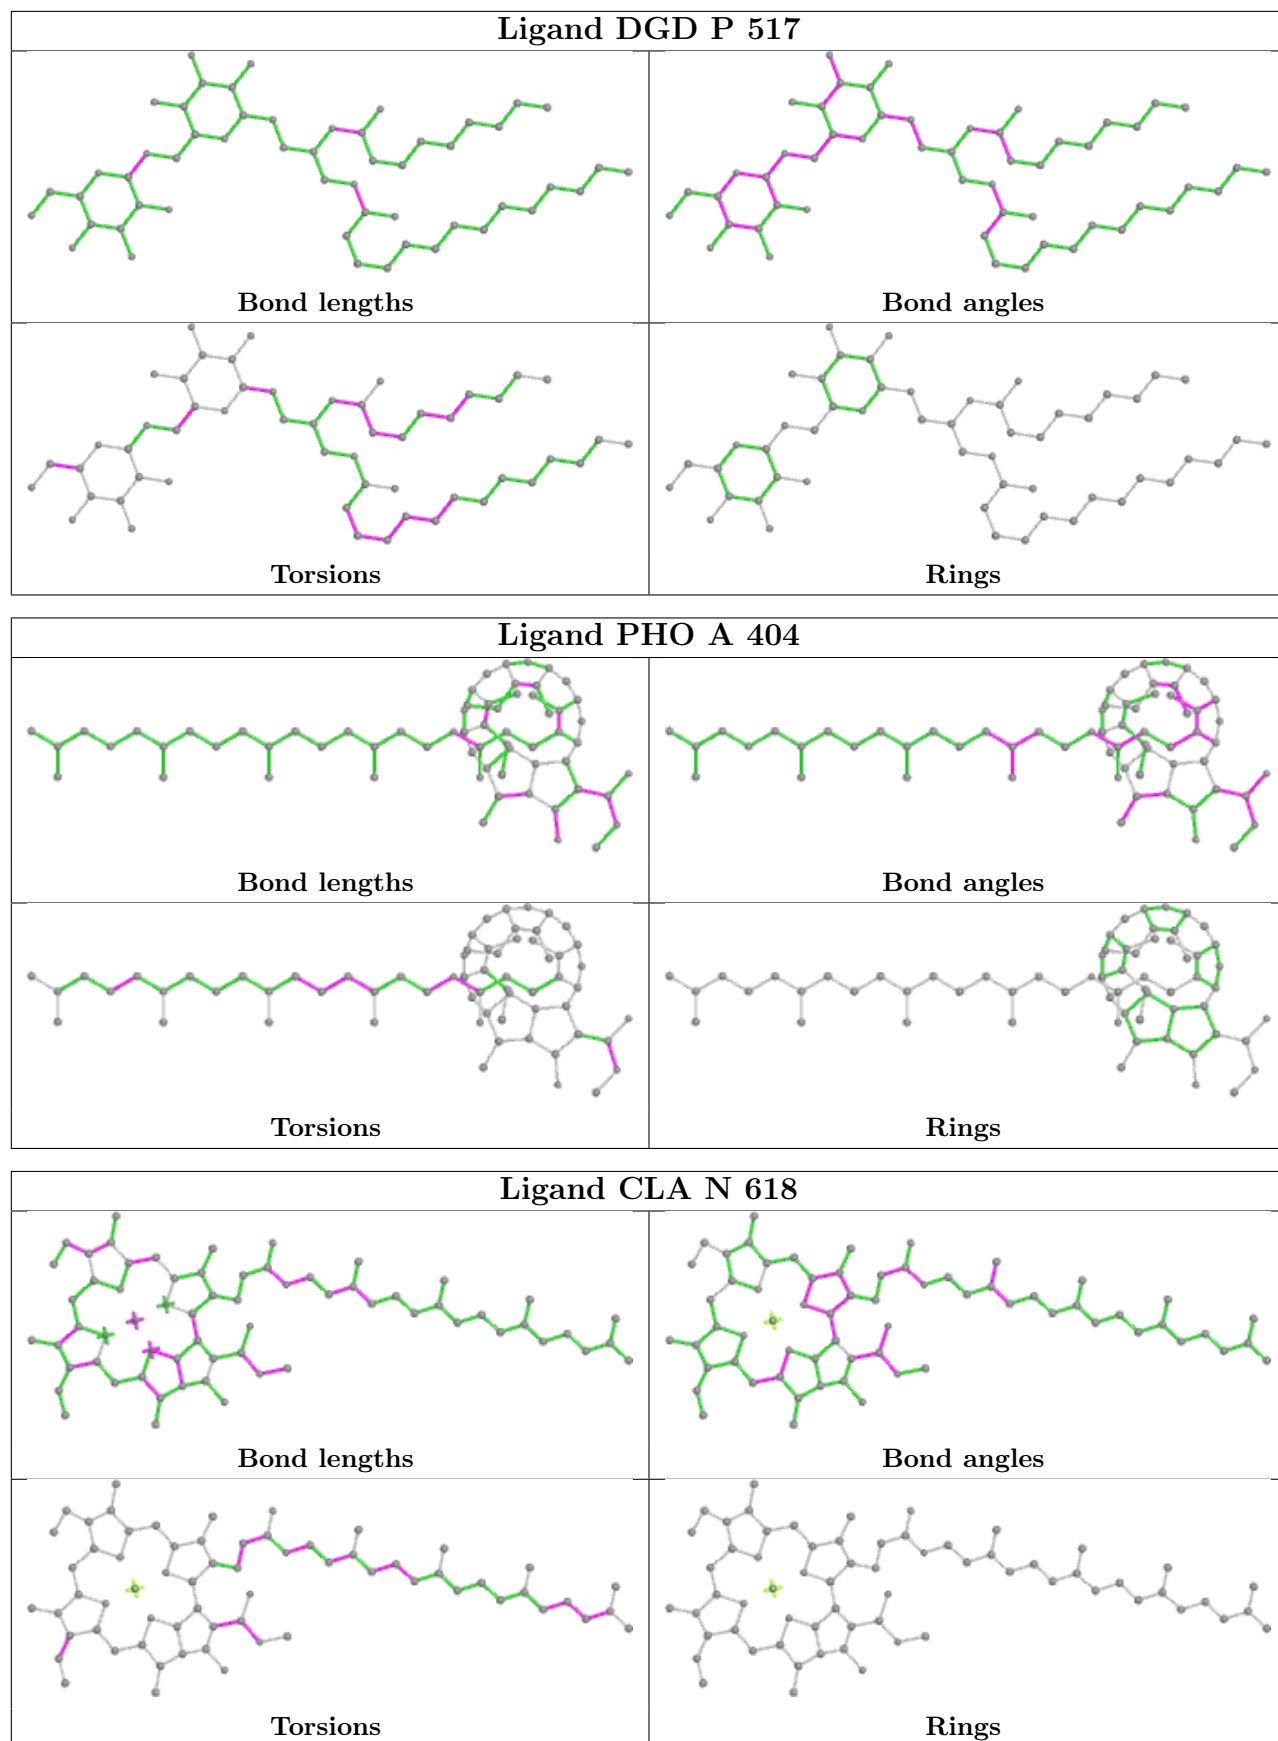 Ligand DGD P 517
Bond lengths
Bond angles
Torsions
Rings
Ligand PHO A 404
Bond lengths
Bond angles
Torsions
Rings
Ligand CLA N 618
Bond lengths
Bond angles
Torsions
Rings